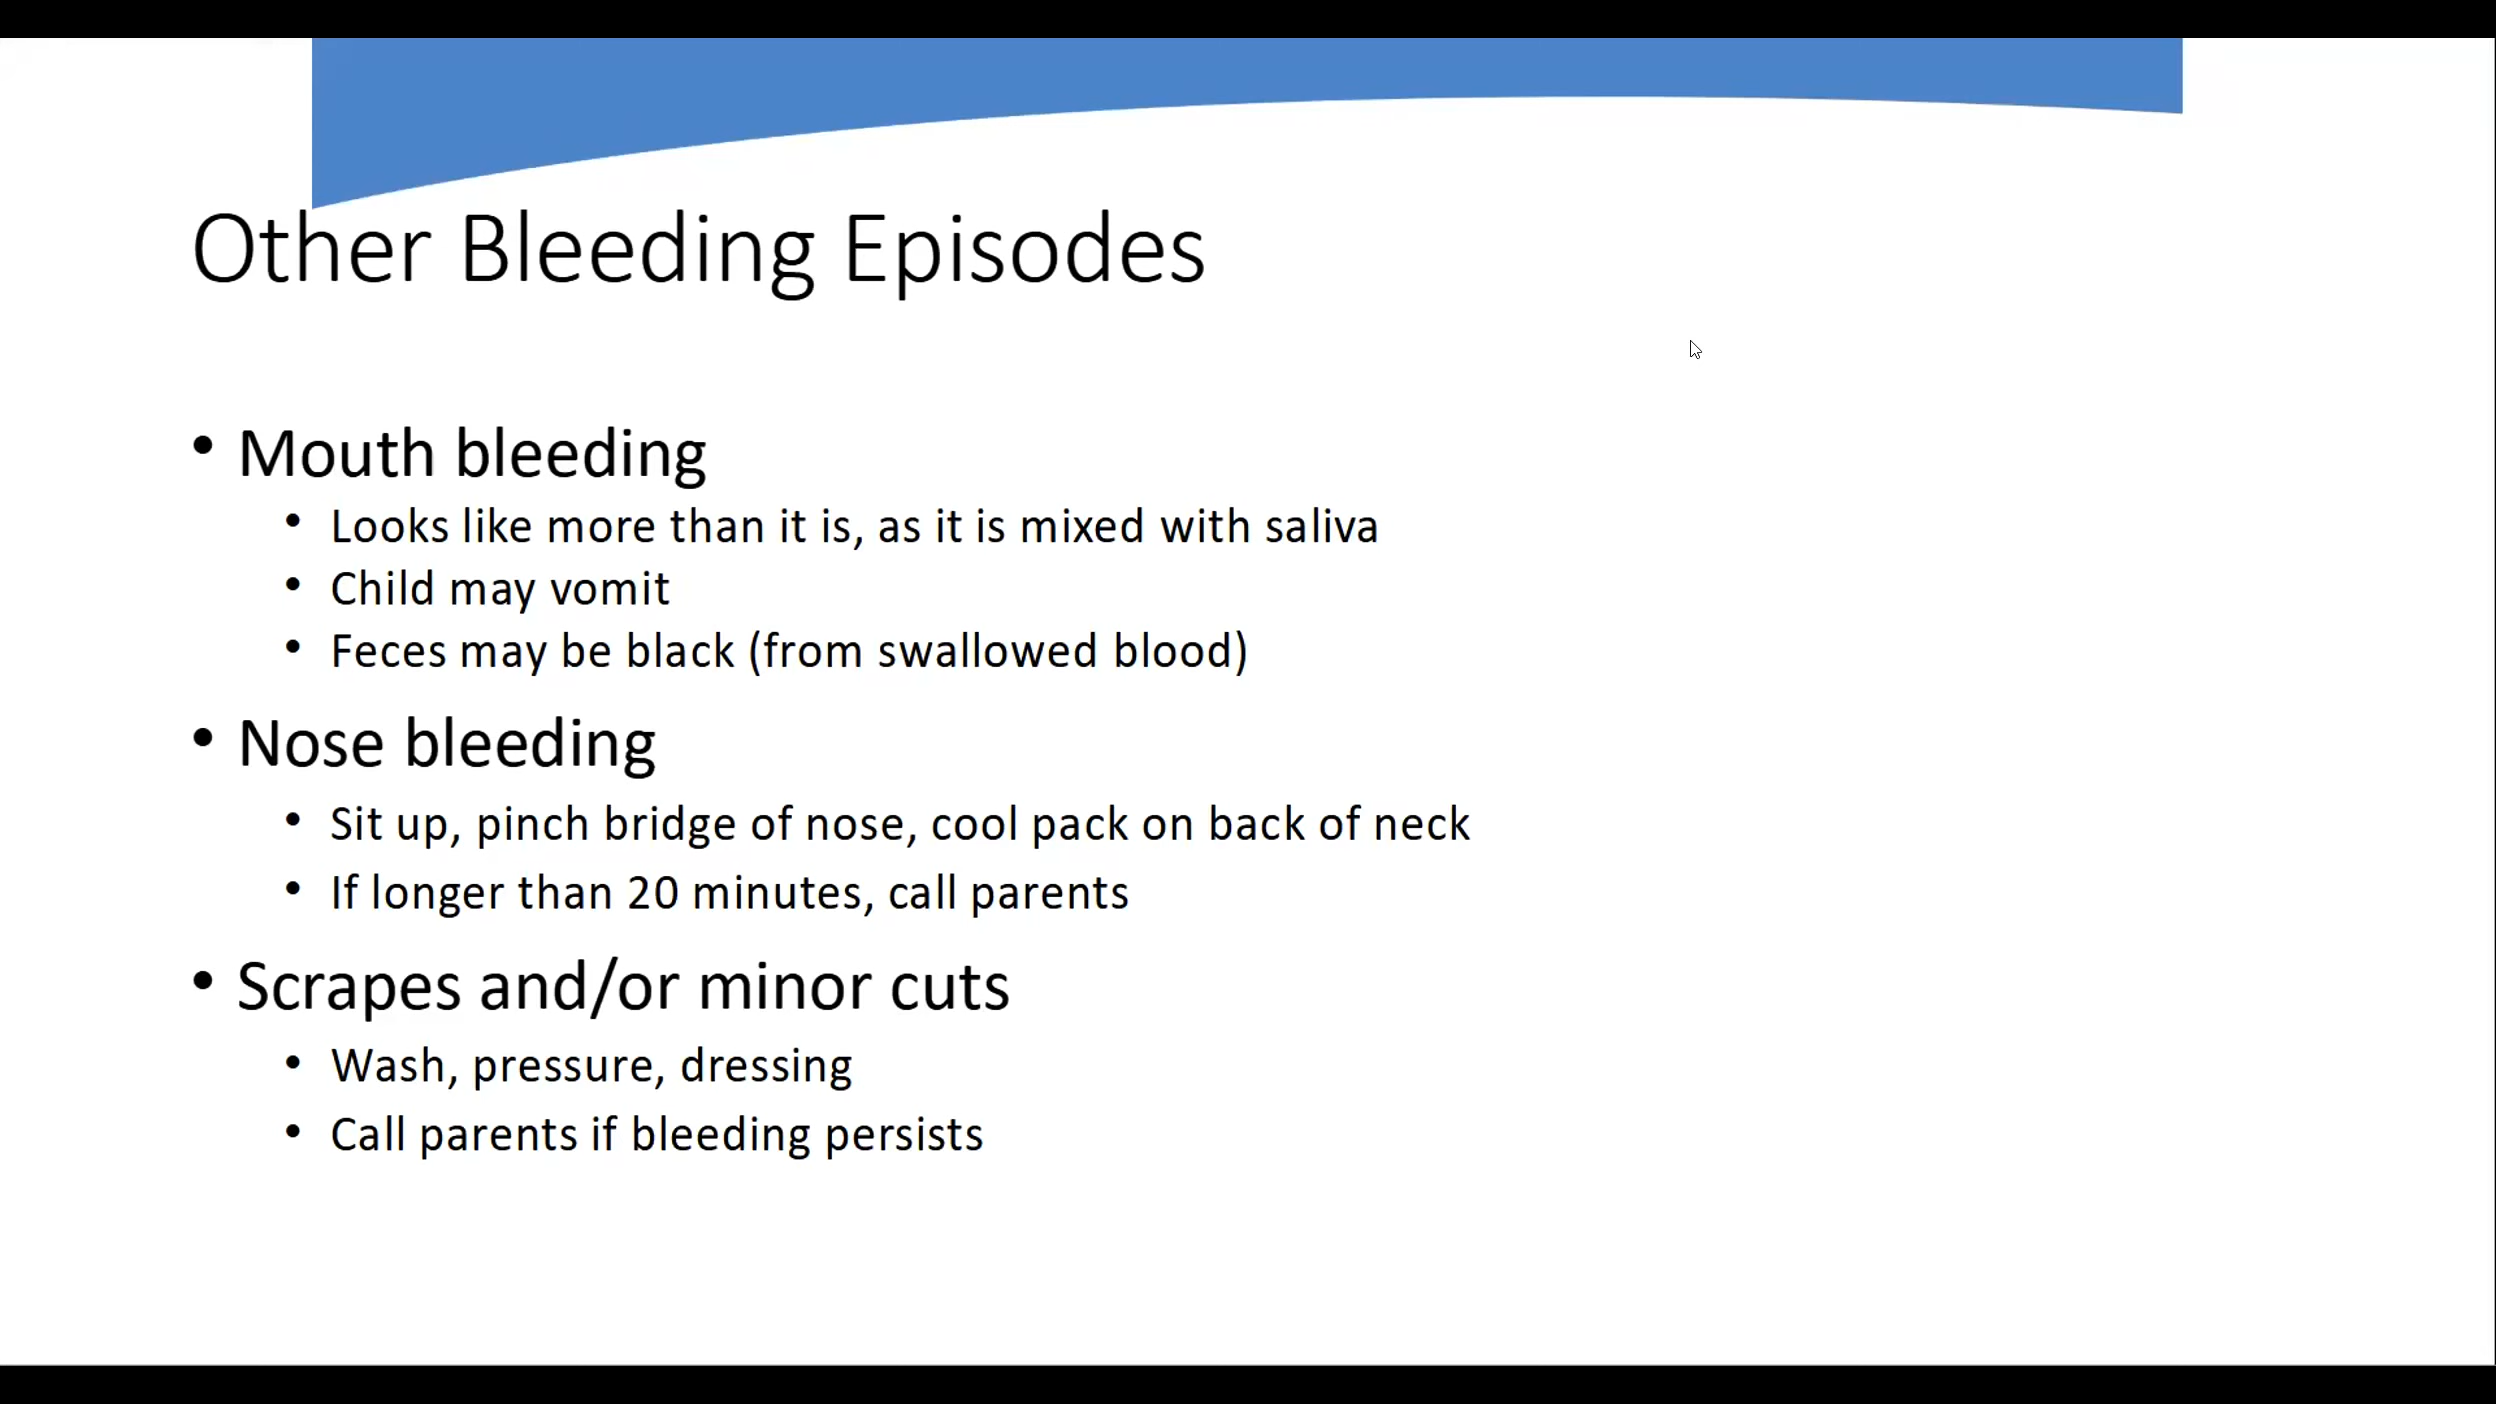 Other Bleeding Episodes
• Mouth bleeding
• Looks like more than it is, as it is mixed with saliva
• Child may vomit
• Feces may be black (from swallowed blood)
• Nose bleeding
• Sit up, pinch bridge of nose, cool pack on back of neck
• If longer than 20 minutes, call parents
• Scrapes and/or minor cuts
• Wash, pressure, dressing
• Call parents if bleeding persists